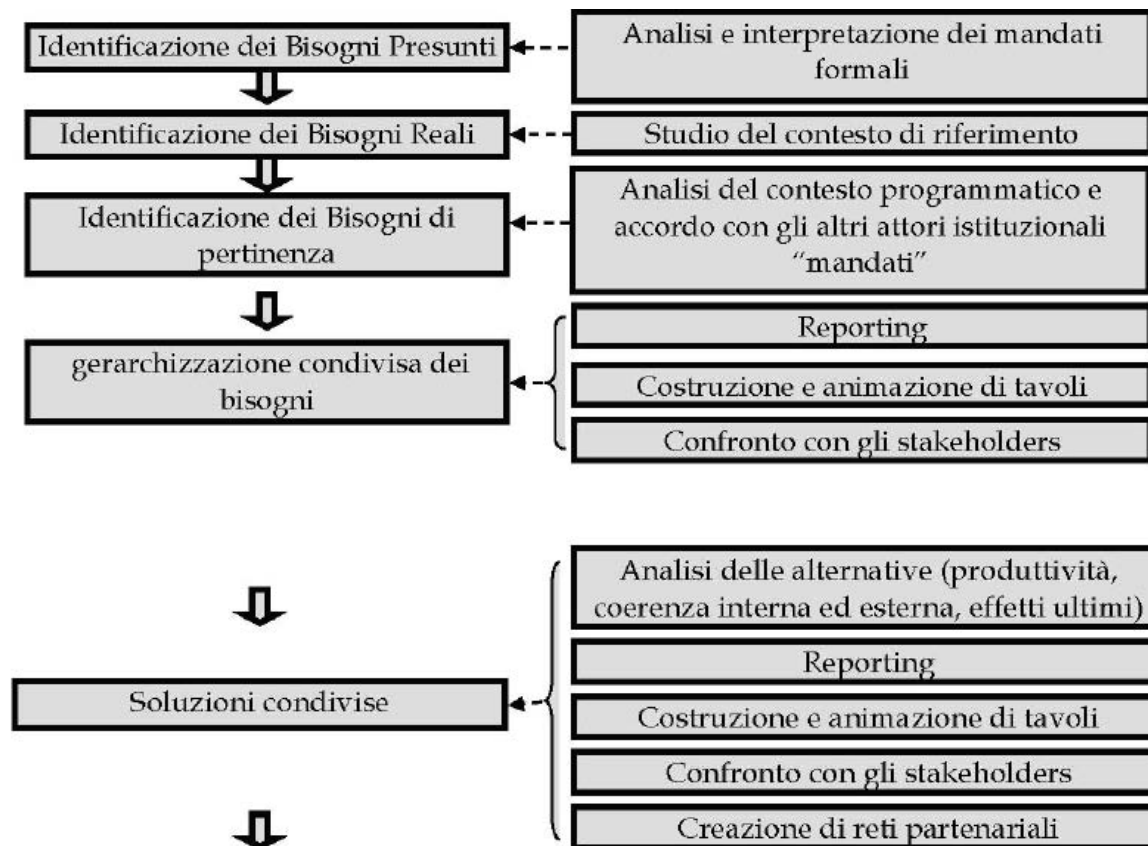 Identificazione dei Bisogni Presunti
Analisi e interpretazione dei mandati
formali
Identificazione dei Bisogni Reali
Studio del contesto di riferimento
Identificazione dei Bisogni di
pertinenza
Analisi del contesto programmatico e
accordo con gli altri attori istituzionali
“mandati”
gerarchizzazione condivisa dei
bisogni
Reporting
Costruzione e animazione di tavoli
Confronto con gli stakeholders
Soluzioni condivise
Analisi delle alternative (produttività,
coerenza interna ed esterna, effetti ultimi)
Reporting
Costruzione e animazione di tavoli
Confronto con gli stakeholders
Creazione di reti partenariali